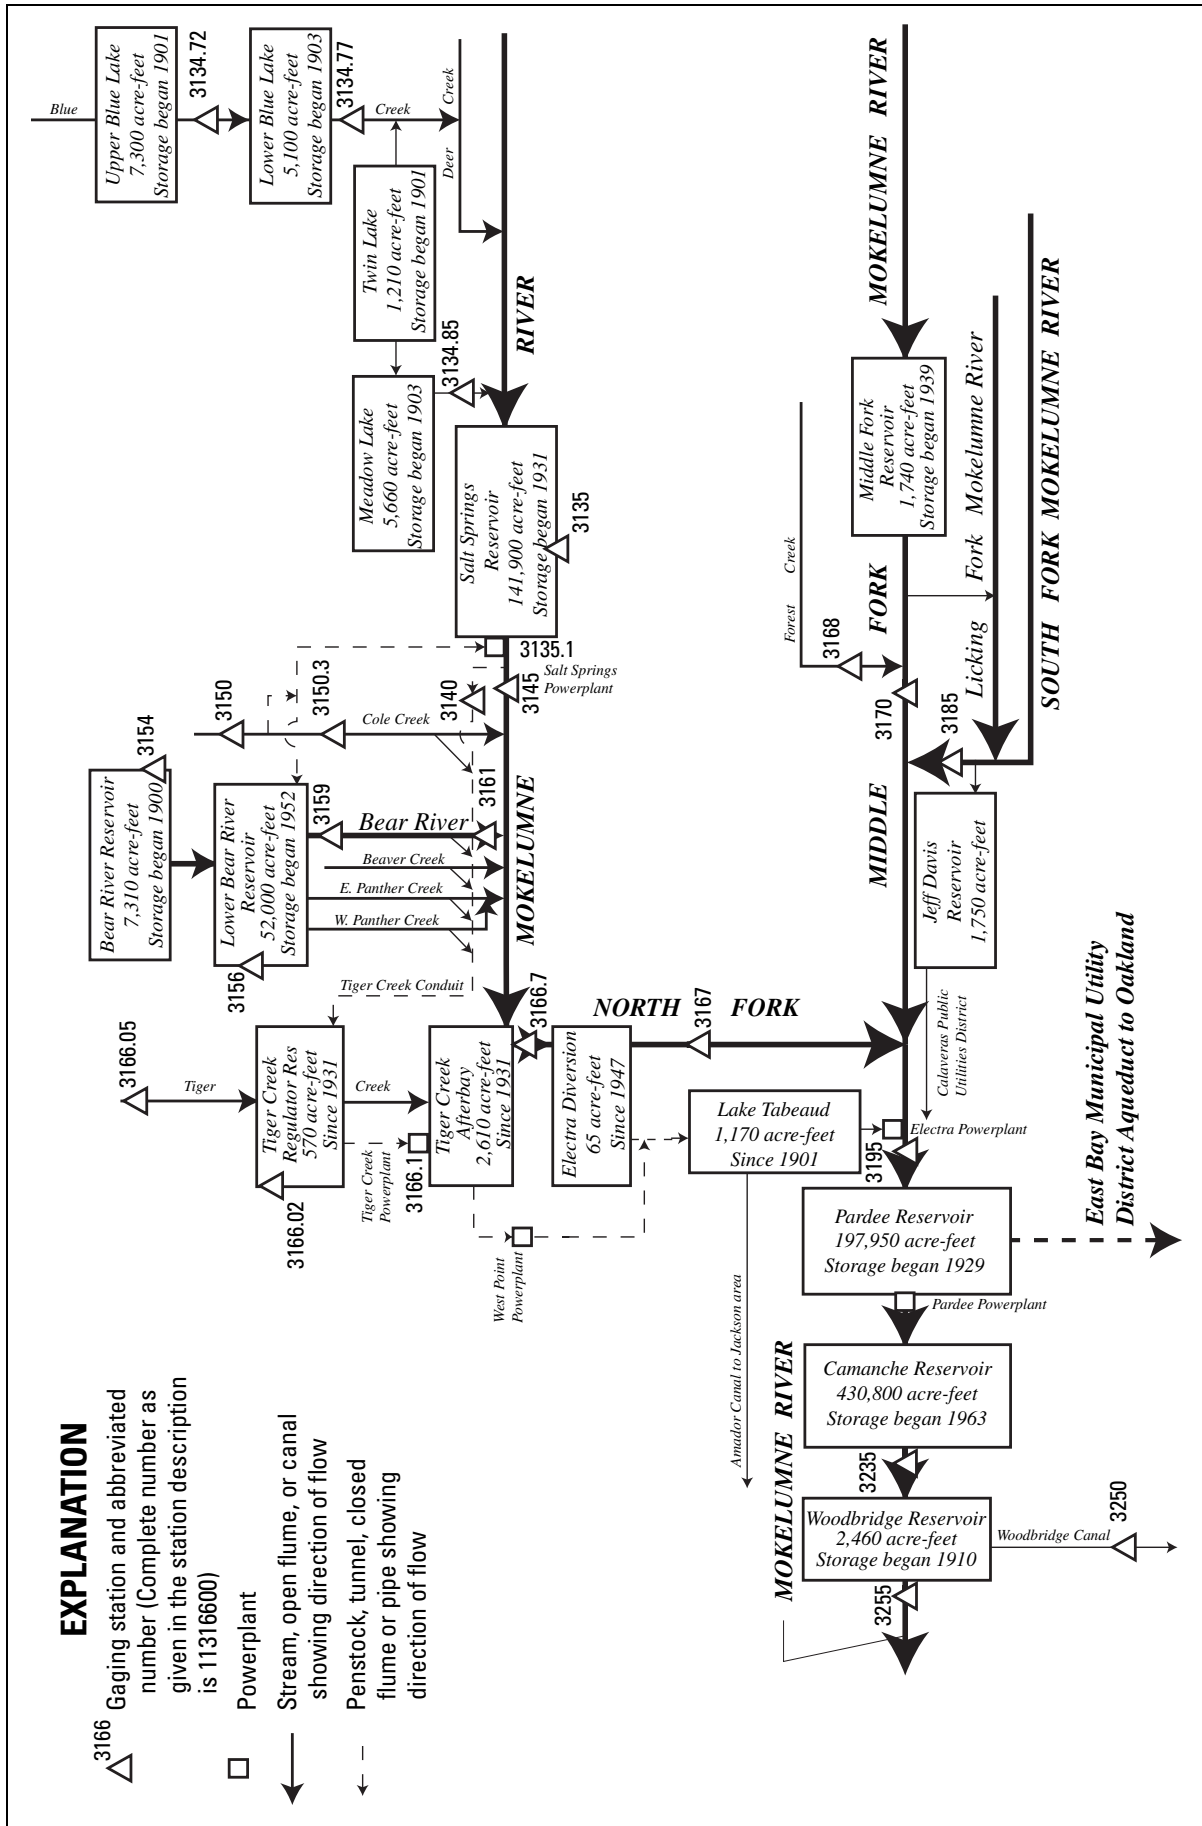 Blue
Upper Blue Lake
7,300 acre-feet
Storage began 1901
3134.72
Lower Blue Lake
5,100 acre-feet
Storage began 1903
3134.77
Creek
Deer
Creek
Twin Lake
1,210 acre-feet
Storage began 1901
Meadow Lake
5,660 acre-feet
Storage began 1903
3134.85
RIVER
Salt Springs
Reservoir
141,900 acre-feet
Storage began 1931
3135
3135.1
Salt Springs
Powerplant
3145
3140
3150
3150.3
Cole Creek
3154
Bear River Reservoir
7,310 acre-feet
Storage began 1900
Lower Bear River
Reservoir
52,000 acre-feet
Storage began 1952
3156
3159
3161
Bear River
Beaver Creek
E. Panther Creek
W. Panther Creek
MOKELUMNE
Tiger Creek Conduit
3166.05
Tiger
Tiger Creek
Regulator Res
570 acre-feet
Since 1931
3166.02
Creek
Tiger Creek
Powerplant
3166.1
Tiger Creek
Afterbay
2,610 acre-feet
Since 1931
3166.7
Electra Diversion
65 acre-feet
Since 1947
NORTH FORK
3167
West Point
Powerplant
Lake Tabeaud
1,170 acre-feet
Since 1901
Amador Canal to Jackson area
Electra Powerplant
3195
MOKELUMNE RIVER
Middle Fork
Reservoir
1,740 acre-feet
Storage began 1939
Forest Creek
3168
FORK
3170
Licking Fork Mokelumne River
SOUTH FORK MOKELUMNE RIVER
3185
MIDDLE
Jeff Davis
Reservoir
1,750 acre-feet
Calaveras Public
Utilities District
Pardee Reservoir
197,950 acre-feet
Storage began 1929
East Bay Municipal Utility
District Aqueduct to Oakland
Pardee Powerplant
Camanche Reservoir
430,800 acre-feet
Storage began 1963
MOKELUMNE RIVER
3235
Woodbridge Reservoir
2,460 acre-feet
Storage began 1910
Woodbridge Canal
3250
3255
EXPLANATION
3166
Gaging station and abbreviated
number (Complete number as
given in the station description
is 11316600)
Powerplant
Stream, open flume, or canal
showing direction of flow
Penstock, tunnel, closed
flume or pipe showing
direction of flow